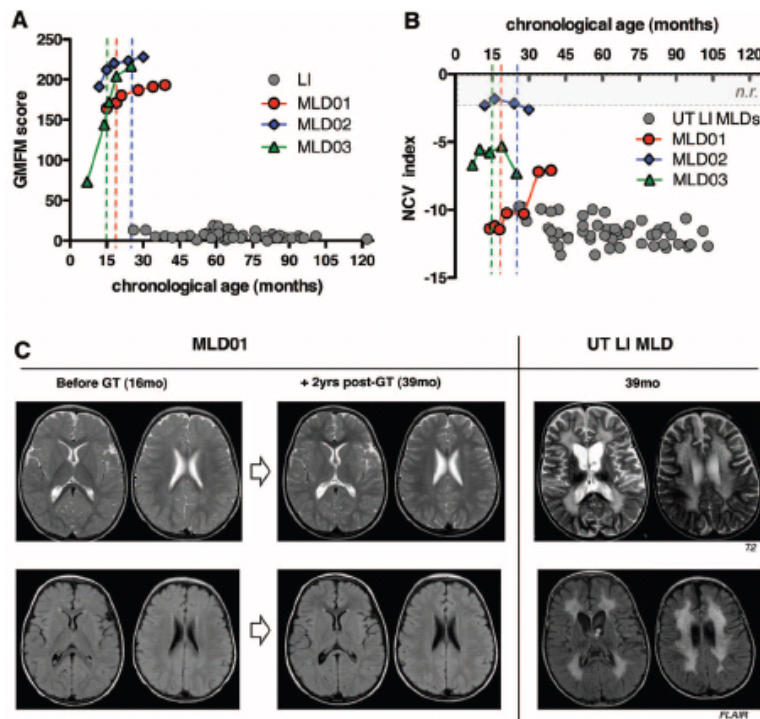 A
GMFM score
250
200
150
100
50
0
0 15 30 45 60 75 90 105 120
chronological age (months)
LI
MLD01
MLD02
MLD03
B
chronological age (months)
0 15 30 45 60 75 90 105 120
NCV index
0
-5
-10
-15
n.r.
UT LI MLDs
MLD01
MLD02
MLD03
C
MLD01 UT LI MLD
Before GT (16mo) + 2yrs post-GT (39mo) 39mo
T2
FLAIR